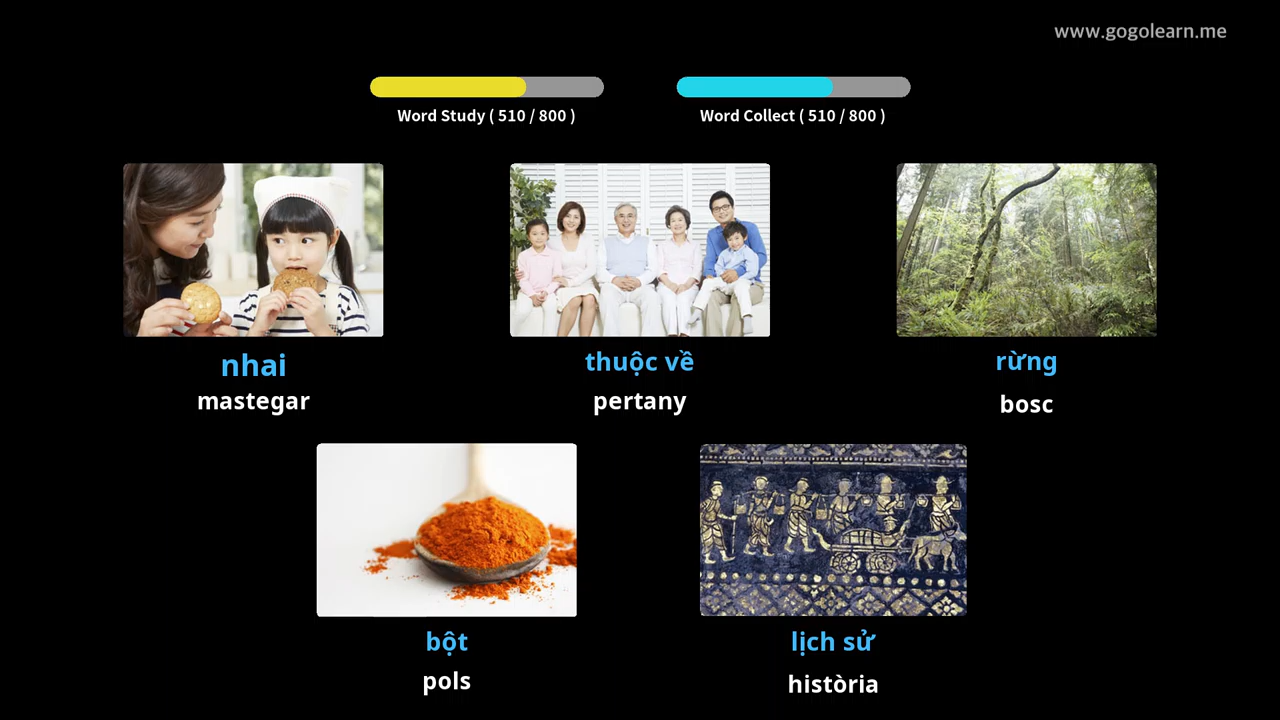 www.gogolearn.me
Word Study ( 510 / 800 )
Word Collect ( 510 / 800 )
nhai
mastegar
thuộc về
pertany
rừng
bosc
bột
pols
lịch sử
història